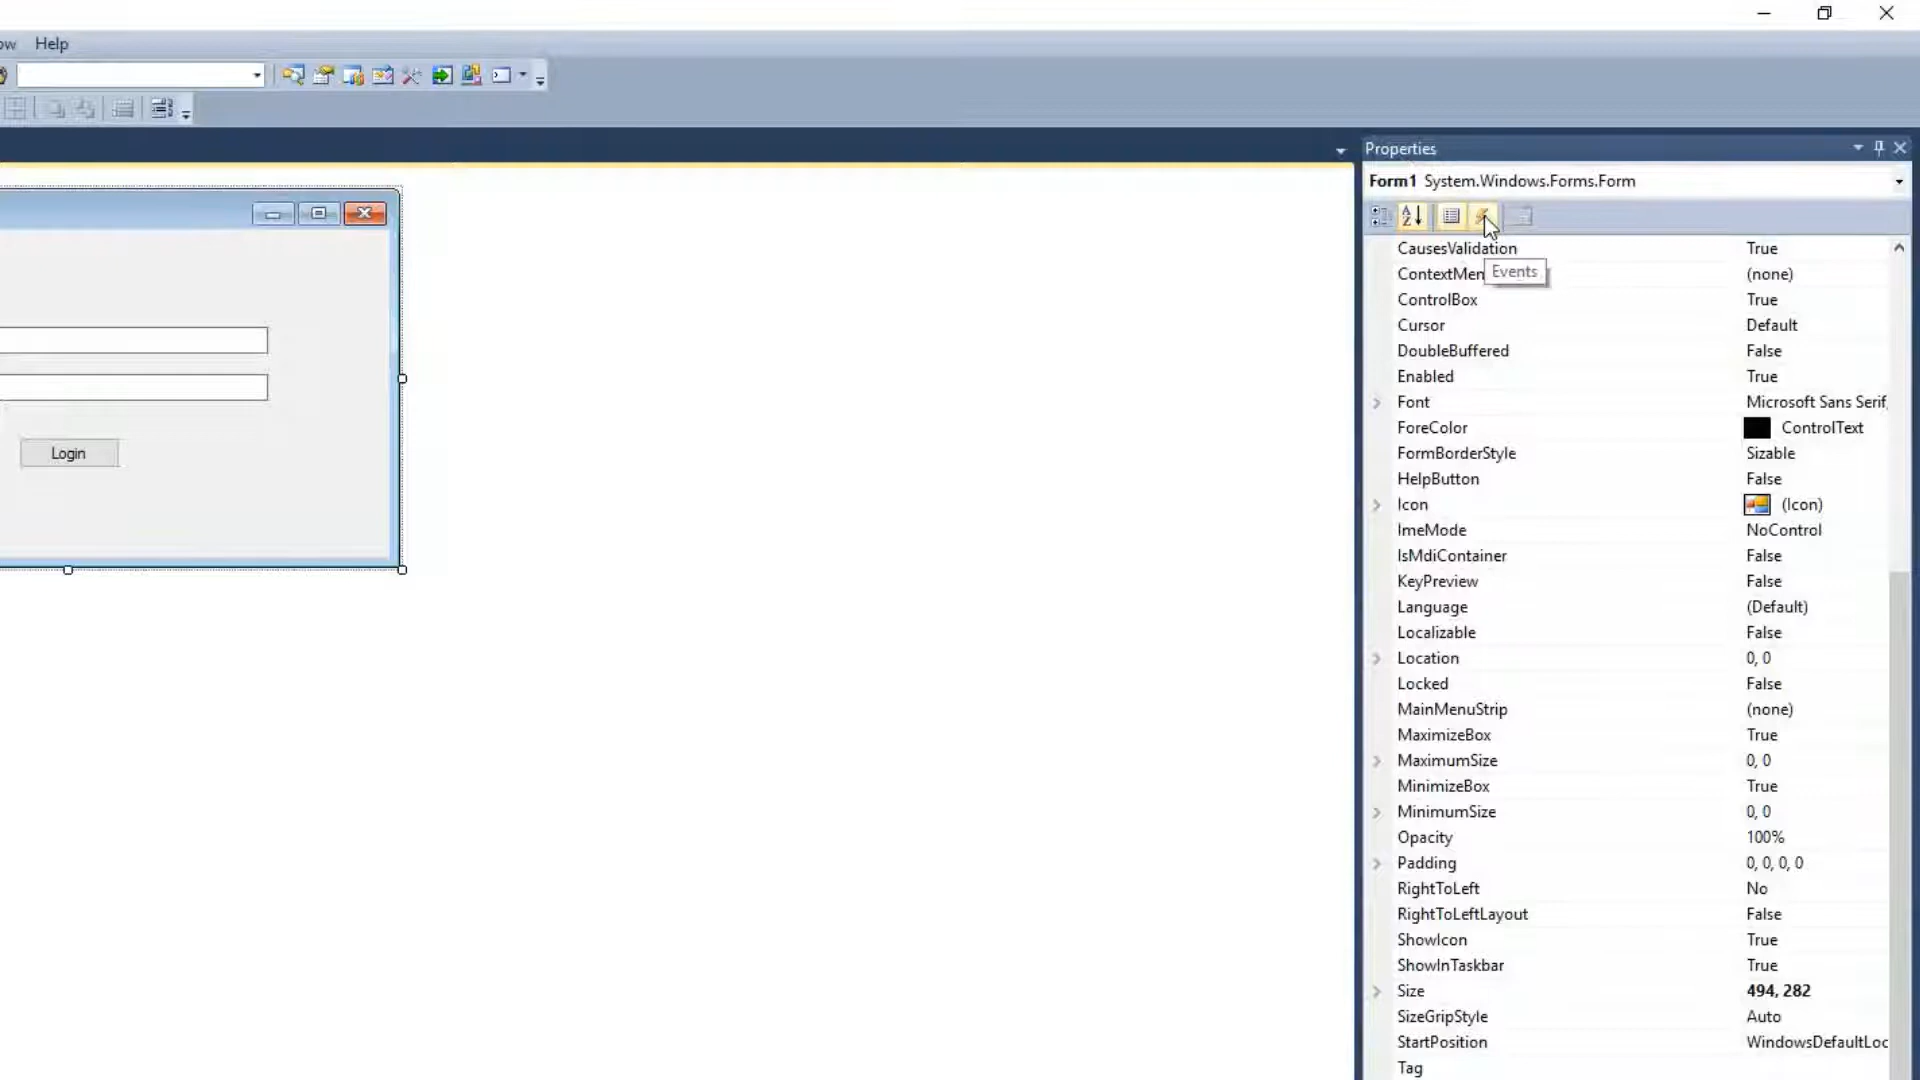 ow Help
Properties
Form1 System.Windows.Forms.Form
CausesValidation True
Events
ContextMen (none)
ControlBox True
Cursor Default
DoubleBuffered False
Enabled True
Font Microsoft Sans Serif,
ForeColor ControlText
FormBorderStyle Sizable
HelpButton False
Icon (Icon)
ImeMode NoControl
IsMdiContainer False
KeyPreview False
Language (Default)
Localizable False
Location 0, 0
Locked False
MainMenuStrip (none)
MaximizeBox True
MaximumSize 0, 0
MinimizeBox True
MinimumSize 0, 0
Opacity 100%
Padding 0, 0, 0, 0
RightToLeft No
RightToLeftLayout False
ShowIcon True
ShowInTaskbar True
Size 494, 282
SizeGripStyle Auto
StartPosition WindowsDefaultLoc
Tag
Login